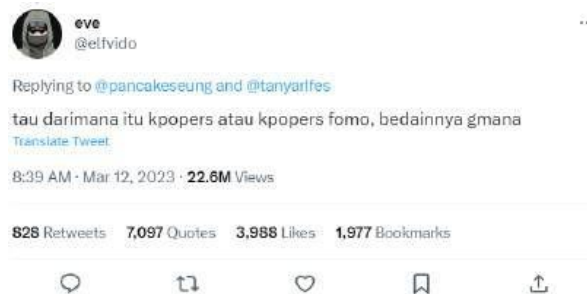 eve
@elfvido
Replying to @pancakeseung and @tanyarlfes
tau darimana itu kpopers atau kpopers fomo, bedainnya gmana
Translate Tweet
8:39 AM · Mar 12, 2023 · 22.6M Views
828 Retweets 7,097 Quotes 3,988 Likes 1,977 Bookmarks